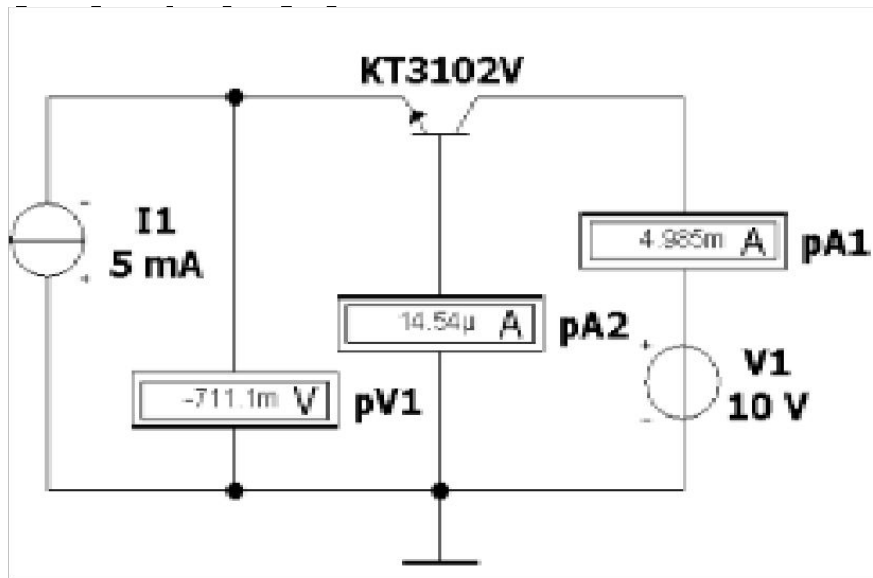 KT3102V
I1
5 mA
4.985m A
pA1
14.54µ A
pA2
V1
10 V
-711.1m V
pV1